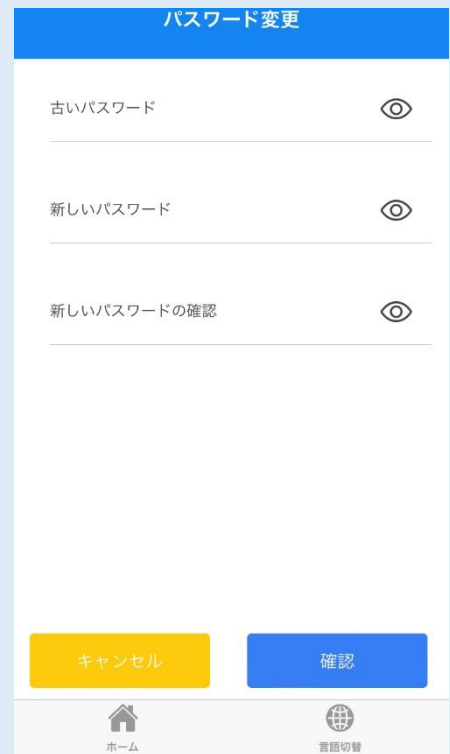 パスワード変更
古いパスワード
新しいパスワード
新しいパスワードの確認
キャンセル
確認
ホーム
言語切替